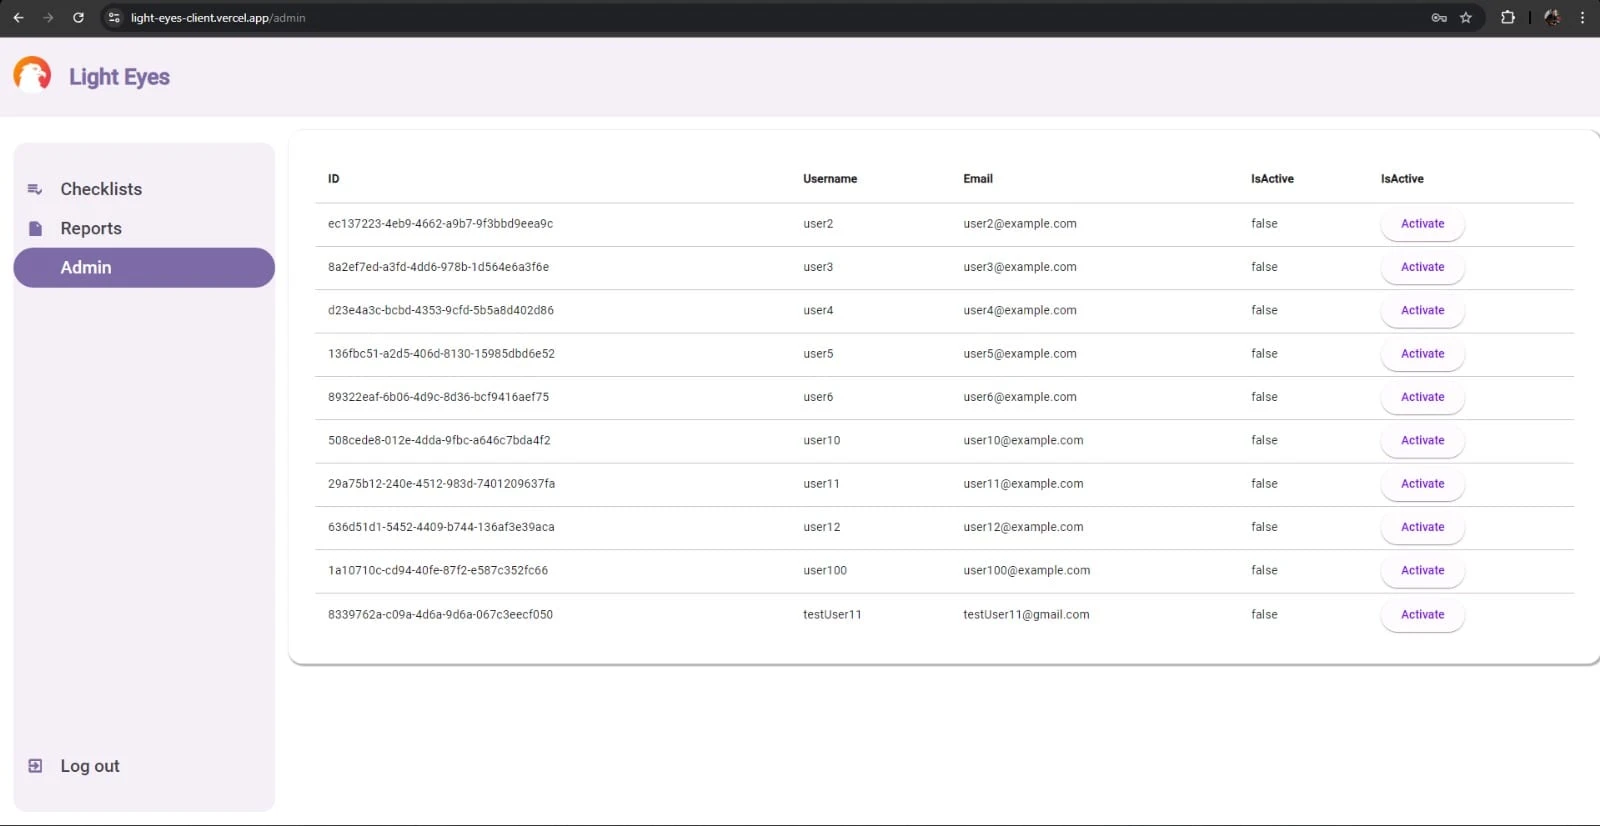 light-eyes-client.vercel.app/admin
Light Eyes
Checklists
Reports
Admin
Log out
ID Username Email IsActive IsActive
ec137223-4eb9-4662-a9b7-9f3bbd9eea9c user2 user2@example.com false Activate
8a2ef7ed-a3fd-4dd6-978b-1d564e6a3f6e user3 user3@example.com false Activate
d23e4a3c-bcbd-4353-9cfd-5b5a8d402d86 user4 user4@example.com false Activate
136fbc51-a2d5-406d-8130-15985dbd6e52 user5 user5@example.com false Activate
89322eaf-6b06-4d9c-8d36-bcf9416aef75 user6 user6@example.com false Activate
508cede8-012e-4dda-9fbc-a646c7bda4f2 user10 user10@example.com false Activate
29a75b12-240e-4512-983d-7401209637fa user11 user11@example.com false Activate
636d51d1-5452-4409-b744-136af3e39aca user12 user12@example.com false Activate
1a10710c-cd94-40fe-87f2-e587c352fc66 user100 user100@example.com false Activate
8339762a-c09a-4d6a-9d6a-067c3eecf050 testUser11 testUser11@gmail.com false Activate